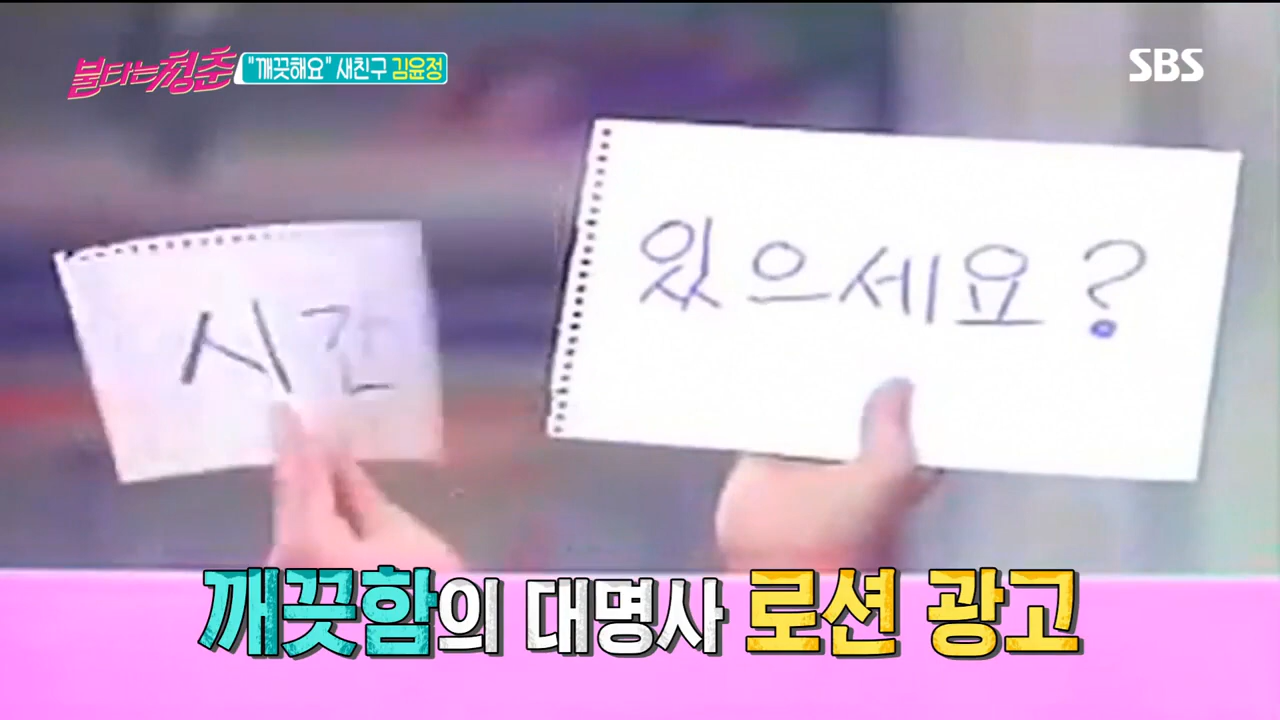 불타는청춘
"깨끗해요" 새친구 김윤정
SBS
시간
있으세요?
깨끗함의 대명사 로션 광고